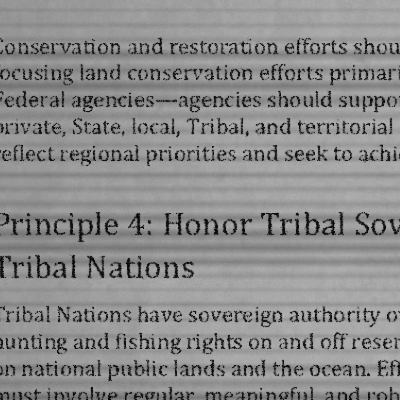 Conservation and restoration efforts shou
focusing land conservation efforts primari
Federal agencies—agencies should suppo
private, State, local, Tribal, and territorial
reflect regional priorities and seek to achi
Principle 4: Honor Tribal Sov
Tribal Nations
Tribal Nations have sovereign authority o
hunting and fishing rights on and off reser
on national public lands and the ocean. Eff
must involve regular, meaningful, and rob